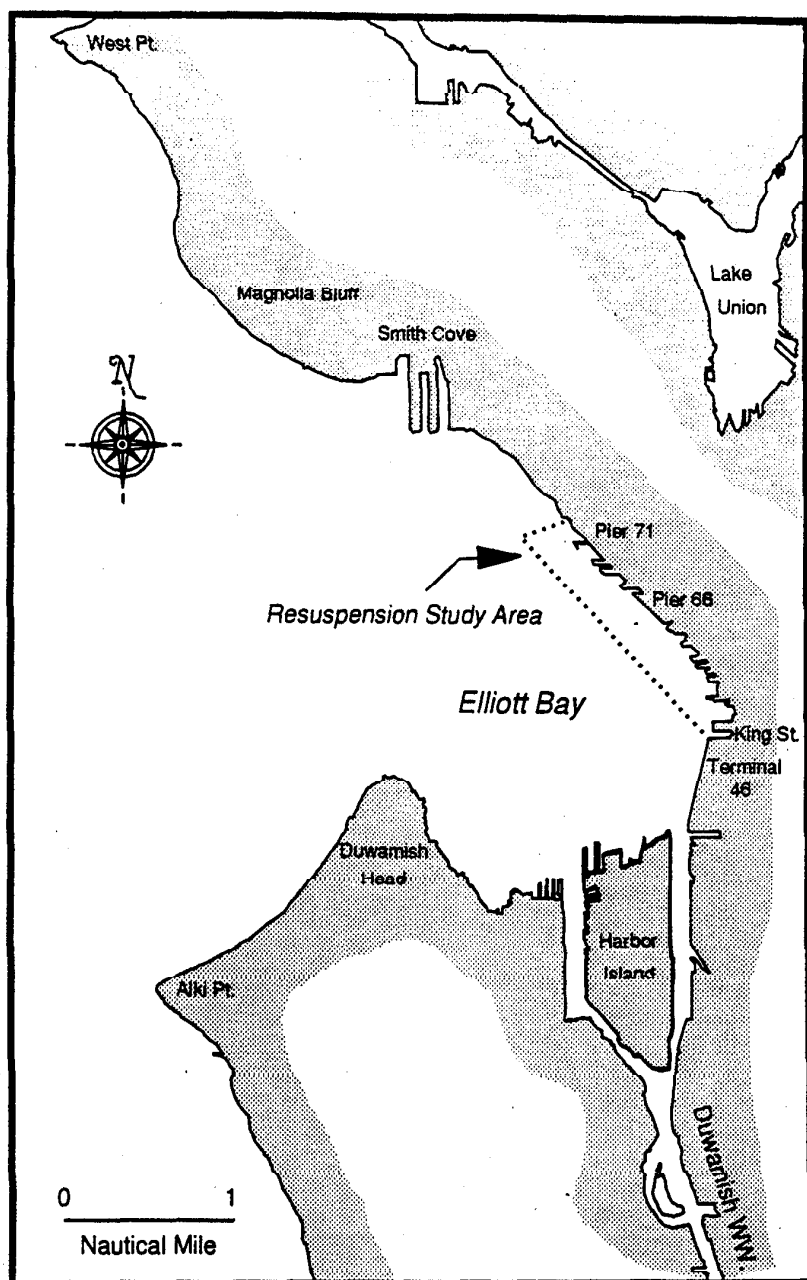 West Pt.
Lake
Union
Magnolia Bluff
Smith Cove
N
Pier 71
Pier 66
Resuspension Study Area
Elliott Bay
King St.
Terminal
46
Duwamish
Head
Harbor
Island
Alki Pt.
Duwamish WW.
0 1
Nautical Mile